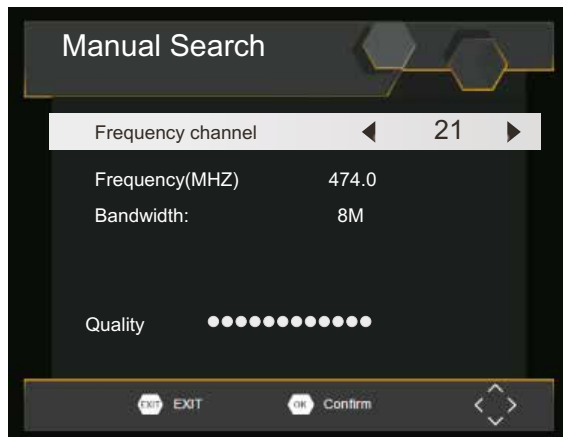 Manual Search
Frequency channel 21
Frequency(MHZ) 474.0
Bandwidth: 8M
Quality
EXIT EXIT OK Confirm